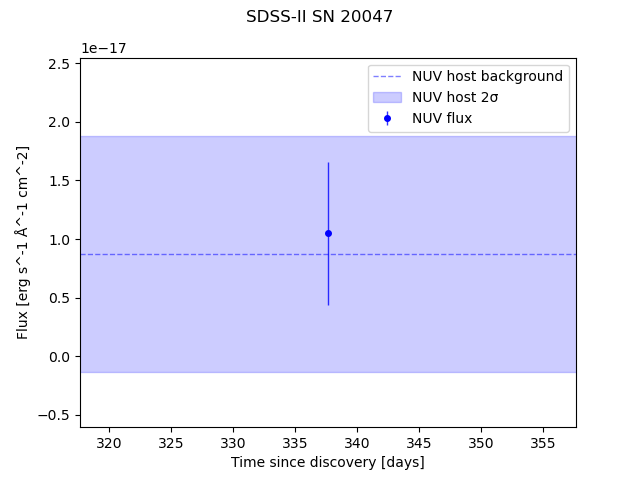 SDSS-II SN 20047
1e−17
2.5
2.0
1.5
1.0
0.5
0.0
−0.5
Flux [erg s^-1 Å^-1 cm^-2]
NUV host background
NUV host 2σ
NUV flux
320 325 330 335 340 345 350 355
Time since discovery [days]